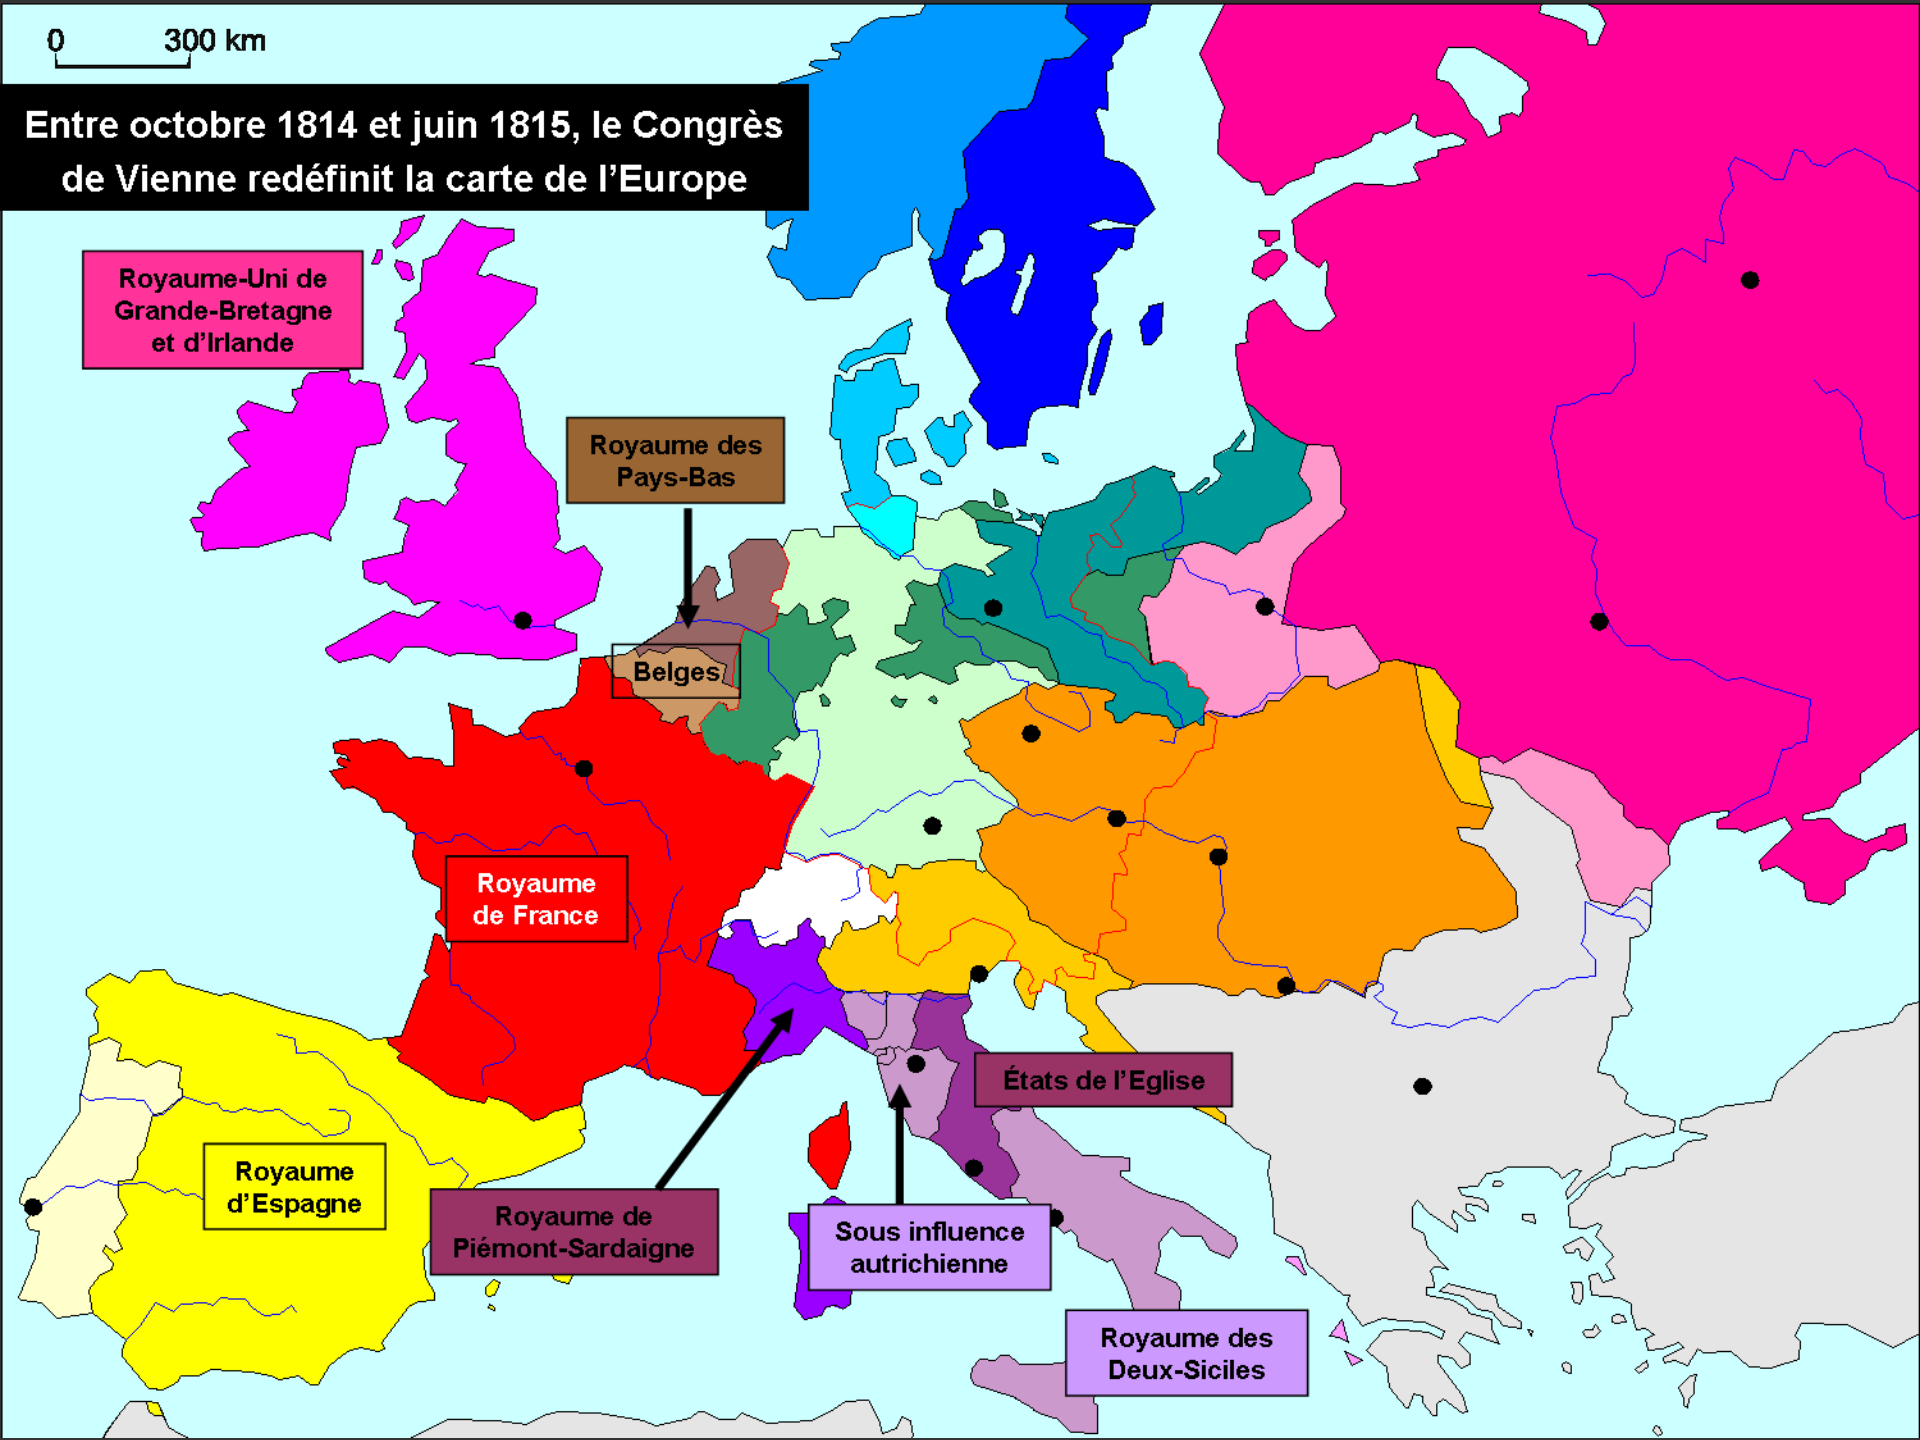 0 300 km
Entre octobre 1814 et juin 1815, le Congrès
de Vienne redéfinit la carte de l’Europe
Royaume-Uni de
Grande-Bretagne
et d’Irlande
Royaume des
Pays-Bas
Belges
Royaume
de France
États de l’Eglise
Royaume
d’Espagne
Royaume de
Piémont-Sardaigne
Sous influence
autrichienne
Royaume des
Deux-Siciles